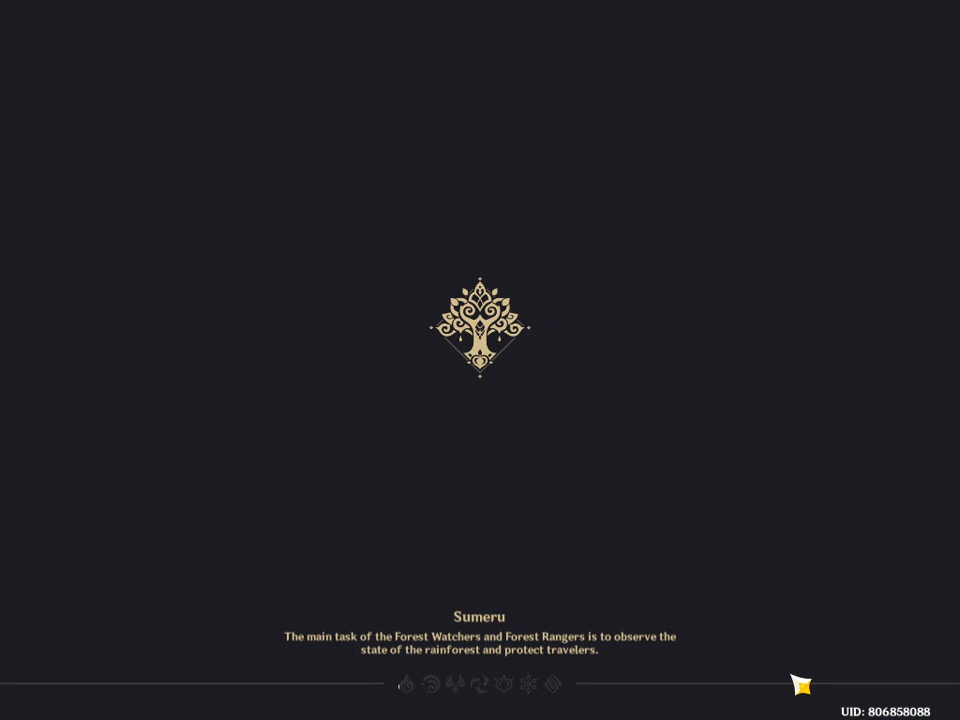 Sumeru
The main task of the Forest Watchers and Forest Rangers is to observe the
state of the rainforest and protect travelers.
UID: 806858088